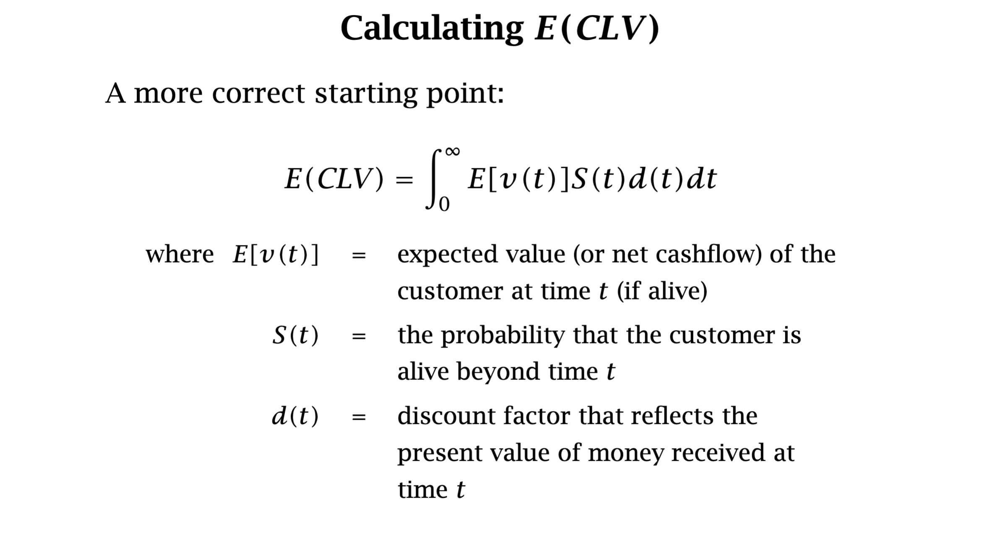 Calculating E(CLV)
A more correct starting point:
E(CLV) = ∫₀^∞ E[v(t)]S(t)d(t)dt
where E[v(t)] = expected value (or net cashflow) of the
customer at time t (if alive)
S(t) = the probability that the customer is
alive beyond time t
d(t) = discount factor that reflects the
present value of money received at
time t